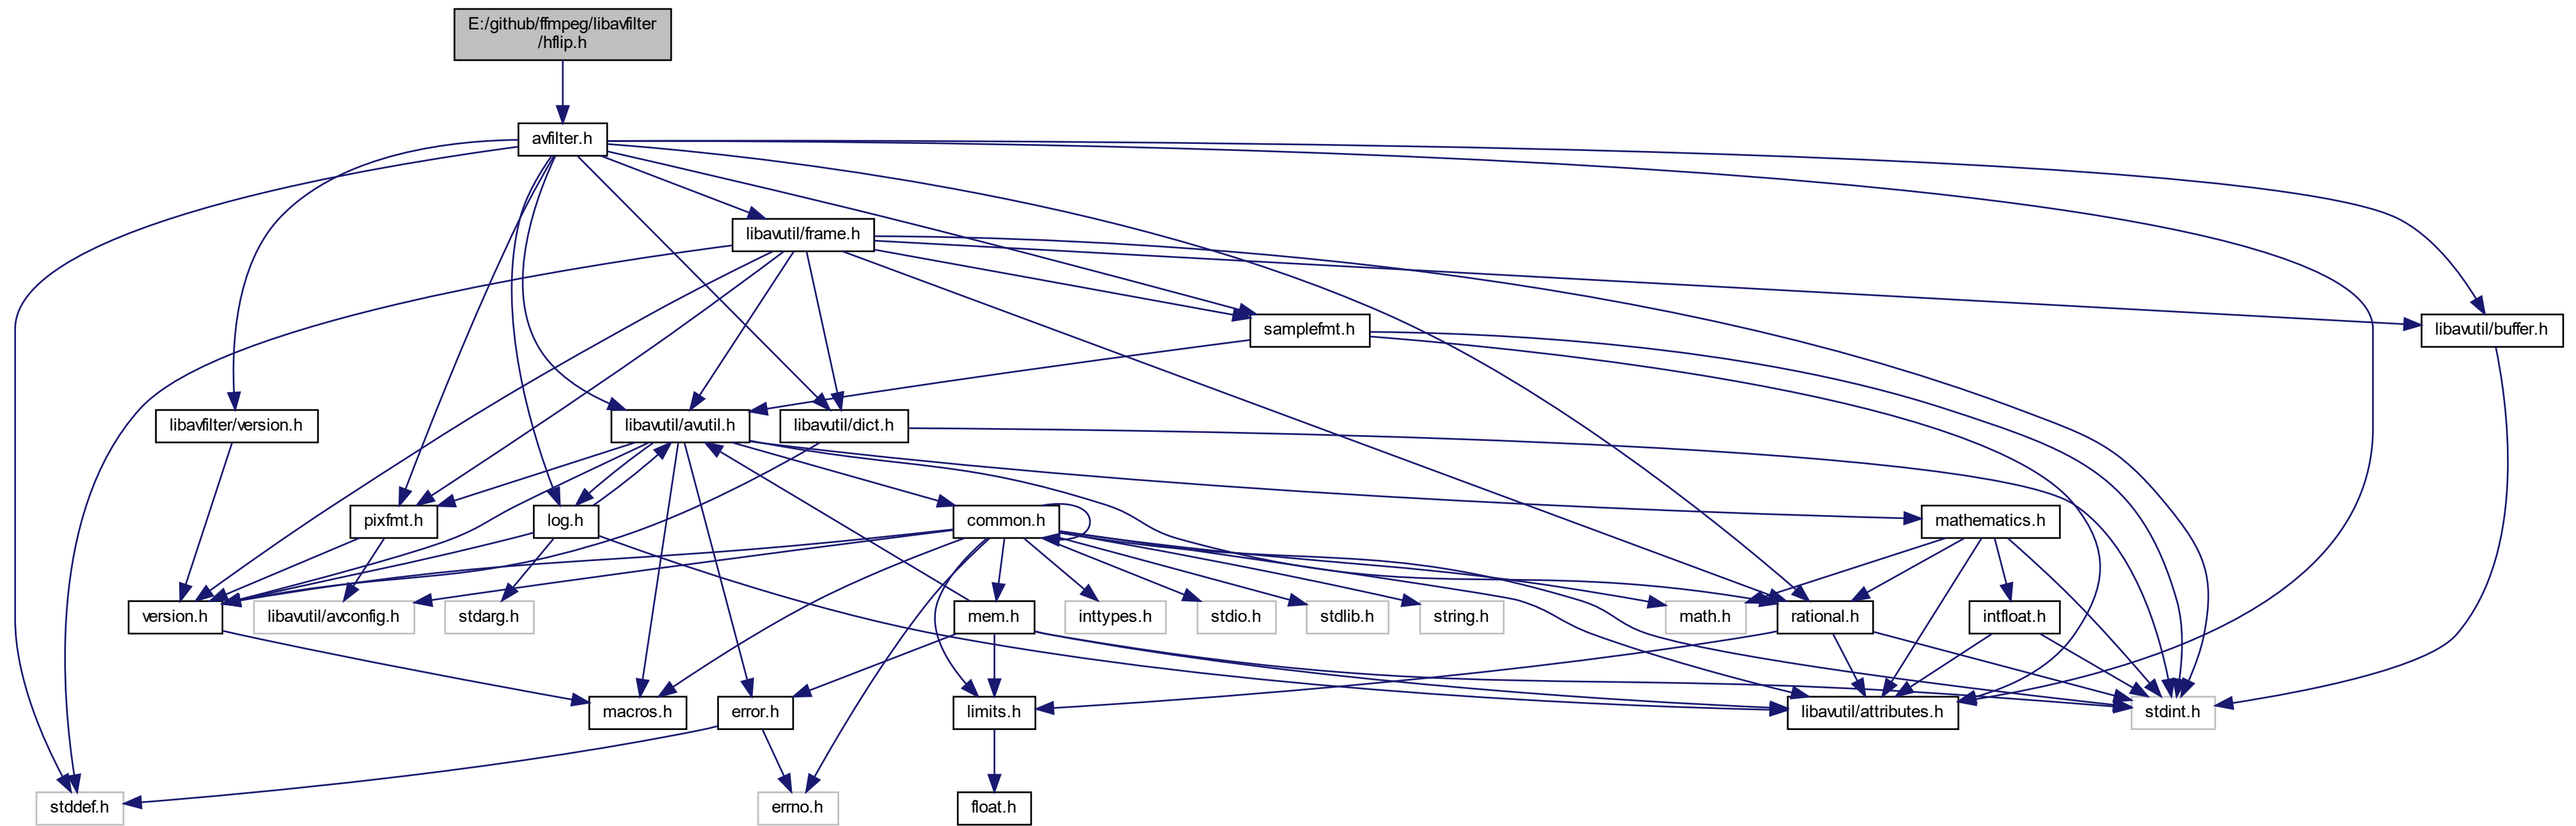 E:/github/ffmpeg/libavfilter
/hflip.h
avfilter.h
libavutil/frame.h
samplefmt.h
libavutil/buffer.h
libavfilter/version.h
libavutil/avutil.h
libavutil/dict.h
pixfmt.h
log.h
common.h
mathematics.h
version.h
libavutil/avconfig.h
stdarg.h
mem.h
inttypes.h
stdio.h
stdlib.h
string.h
math.h
rational.h
intfloat.h
macros.h
error.h
limits.h
libavutil/attributes.h
stdint.h
stddef.h
errno.h
float.h